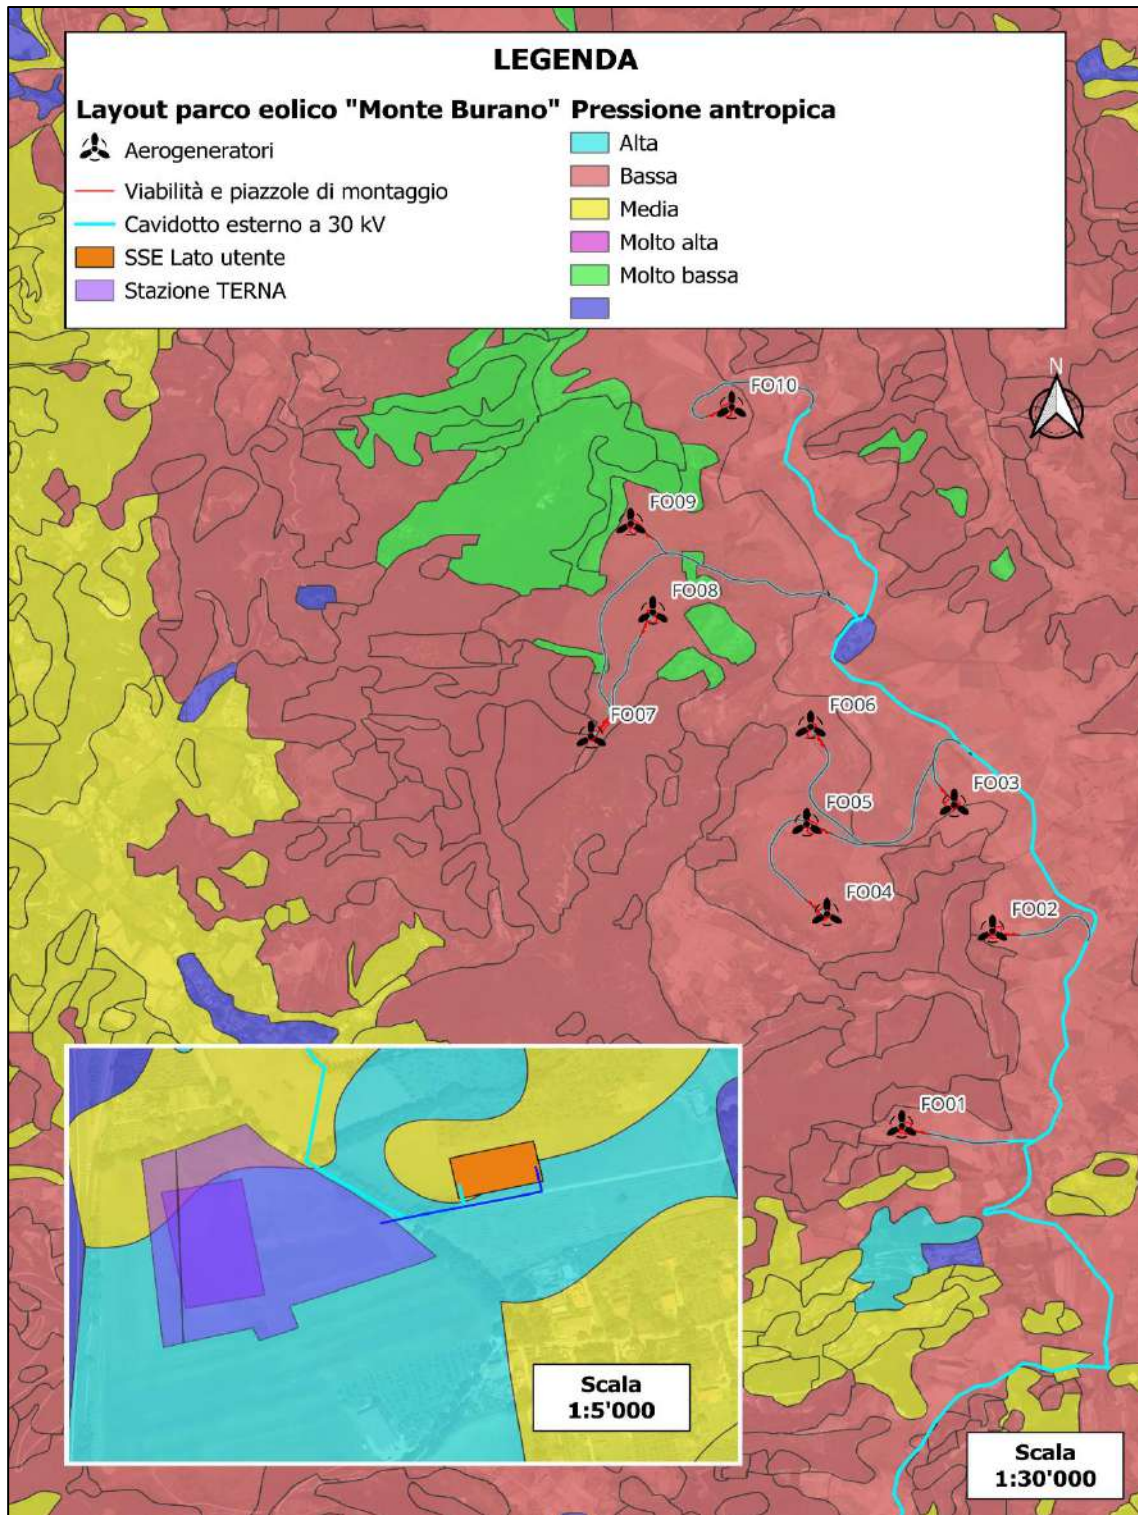 LEGENDA
Layout parco eolico "Monte Burano"
Aerogeneratori
Viabilità e piazzole di montaggio
Cavidotto esterno a 30 kV
SSE Lato utente
Stazione TERNA
Pressione antropica
Alta
Bassa
Media
Molto alta
Molto bassa
N
FO10
FO09
FO08
FO07
FO06
FO03
FO05
FO04
FO02
FO01
Scala
1:5'000
Scala
1:30'000